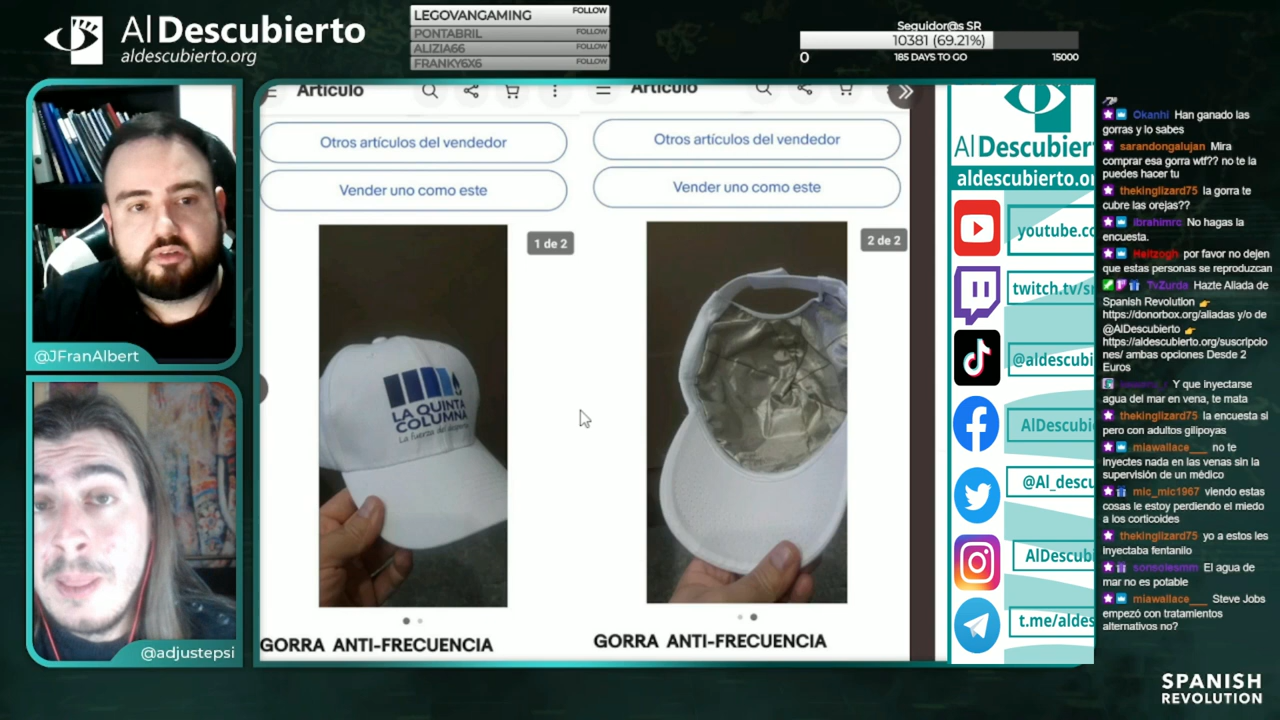 Al Descubierto
aldescubierto.org
LEGOVANGAMING FOLLOW
PONTABRIL FOLLOW
ALIZIA66 FOLLOW
FRANKY6X6 FOLLOW
Seguidor@s SR
10381 (69.21%)
0 185 DAYS TO GO 15000
@JFranAlbert
@adjustepsi
Artículo
Otros artículos del vendedor
Vender uno como este
1 de 2
LA QUINTA
COLUMNA
La fuerza del
GORRA ANTI-FRECUENCIA
Artículo
Otros artículos del vendedor
Vender uno como este
2 de 2
GORRA ANTI-FRECUENCIA
Al Descubier
aldescubierto.o
youtube.c
twitch.tv/s
@aldescubi
AlDescubi
@Al_descu
AlDescubi
t.me/aldes
Okanhi Han ganado las
gorras y lo sabes
sarandongalujan Mira
comprar esa gorra wtf?? no te la
puedes hacer tu
thekinglizard75 la gorra te
cubre las orejas??
ibrahimrc No hagas la
encuesta.
Heitzogh por favor no dejen
que estas personas se reproduzcan
TvZurda Hazte Aliada de
Spanish Revolution 👉
https://donorbox.org/aliadas y/o de
@AlDescubierto 👉
https://aldescubierto.org/suscripcio
nes/ ambas opciones Desde 2
Euros
Y que inyectarse
agua del mar en vena, te mata
thekinglizard75 la encuesta si
pero con adultos gilipoyas
miawallace___ no te
inyectes nada en las venas sin la
supervisión de un médico
mic_mic1967 viendo estas
cosas le estoy perdiendo el miedo
a los corticoides
thekinglizard75 yo a estos les
inyectaba fentanilo
sonsolesmm El agua de
mar no es potable
miawallace___ Steve Jobs
empezó con tratamientos
alternativos no?
SPANISH
REVOLUTION